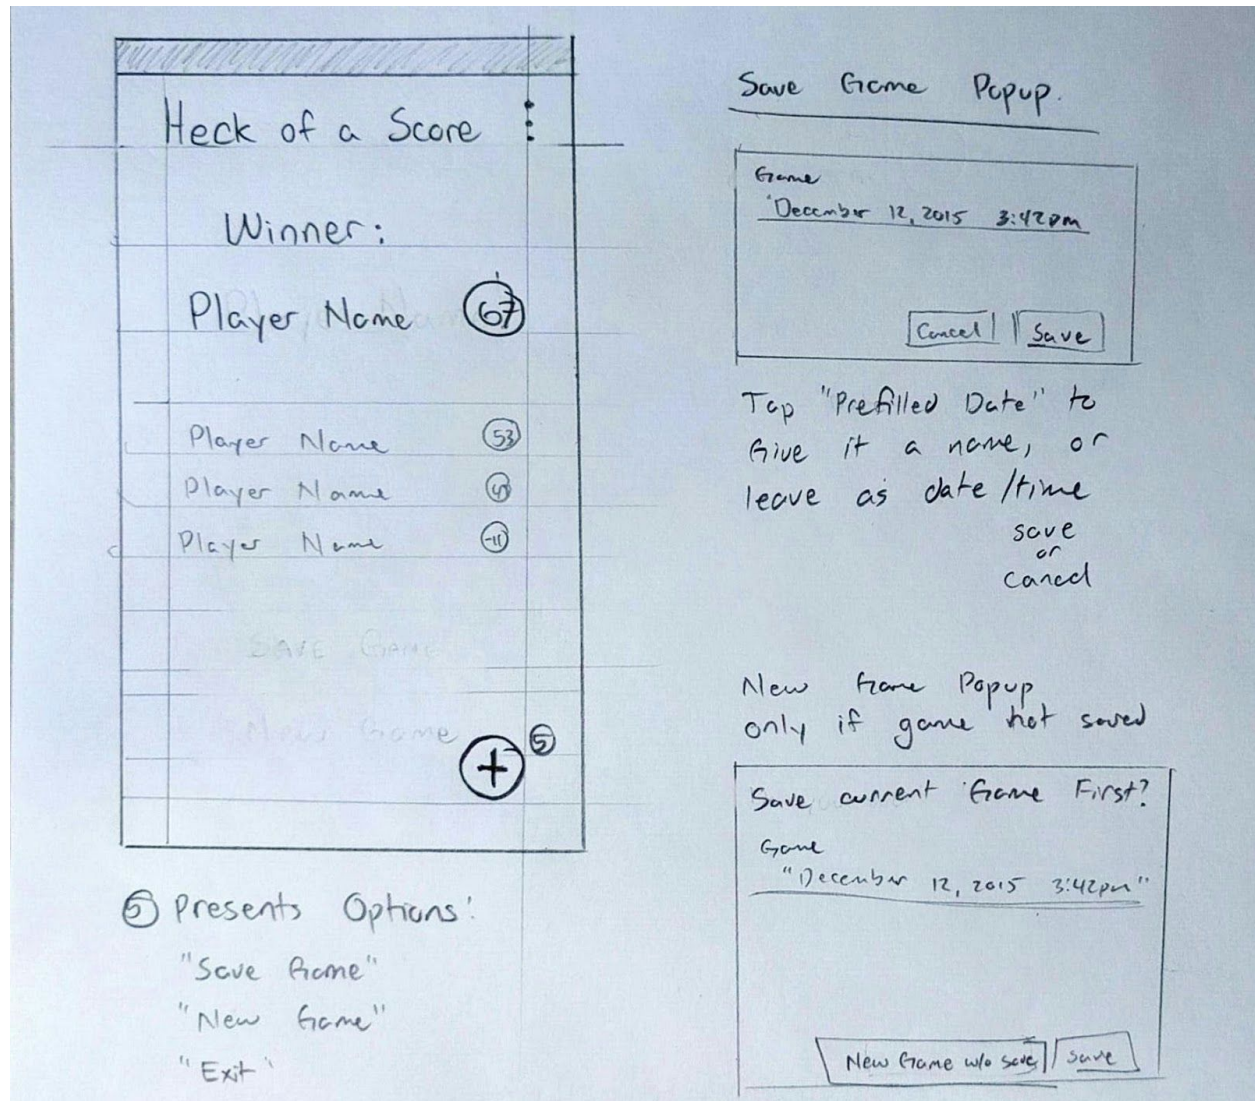 Heck of a Score
Winner:
Player Name 67
Player Name 53
Player Name
Player Name -11
SAVE Game
New Game
+ 5
5 Presents Options:
"Save Game"
"New Game"
"Exit"
Save Game Popup.
Game
"December 12, 2015 3:42pm
Cancel Save
Tap "Prefilled Date" to
Give it a name, or
leave as date/time
save
or
cancel
New Game Popup
only if game not saved
Save current Game First?
Game
"December 12, 2015 3:42pm"
New Game w/o save Save